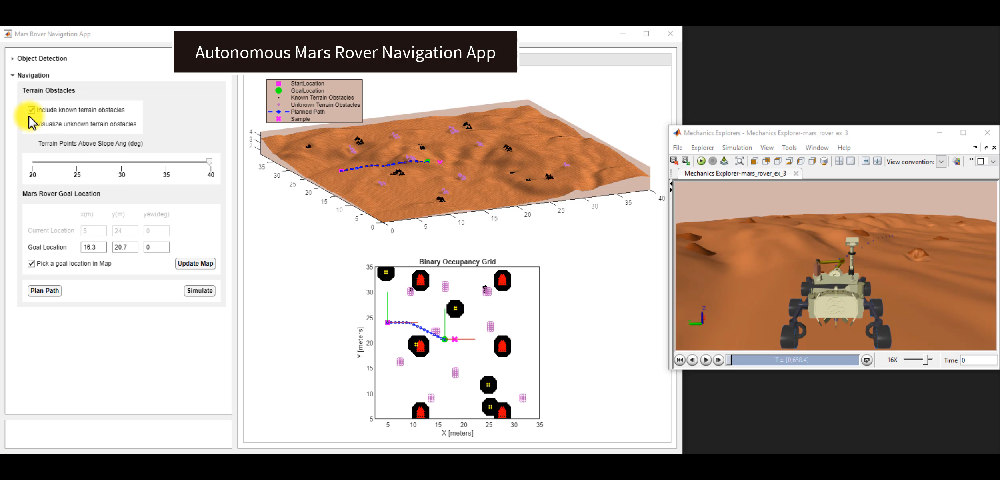 Mars Rover Navigation App
Autonomous Mars Rover Navigation App
Object Detection
Navigation
Terrain Obstacles
Include known terrain obstacles
Visualize unknown terrain obstacles
Terrain Points Above Slope Ang (deg)
20 25 30 35 40
Mars Rover Goal Location
x(m) y(m) yaw(deg)
Current Location 5 24 0
Goal Location 16.3 20.7 0
Pick a goal location in Map
Update Map
Plan Path
Simulate
StartLocation
GoalLocation
Known Terrain Obstacles
Unknown Terrain Obstacles
Planned Path
Sample
4
3
2
35
30
25
20
15
10
5
0
0 5 10 15 20 25 30 35 40
Binary Occupancy Grid
35
30
25
20
15
10
5
Y [meters]
5 10 15 20 25 30 35
X [meters]
Mechanics Explorers - Mechanics Explorer-mars_rover_ex_3
File Explorer Simulation View Tools Window Help
View convention:
Mechanics Explorer-mars_rover_ex_3
Z
T = [0,658.4]
16X
Time 0